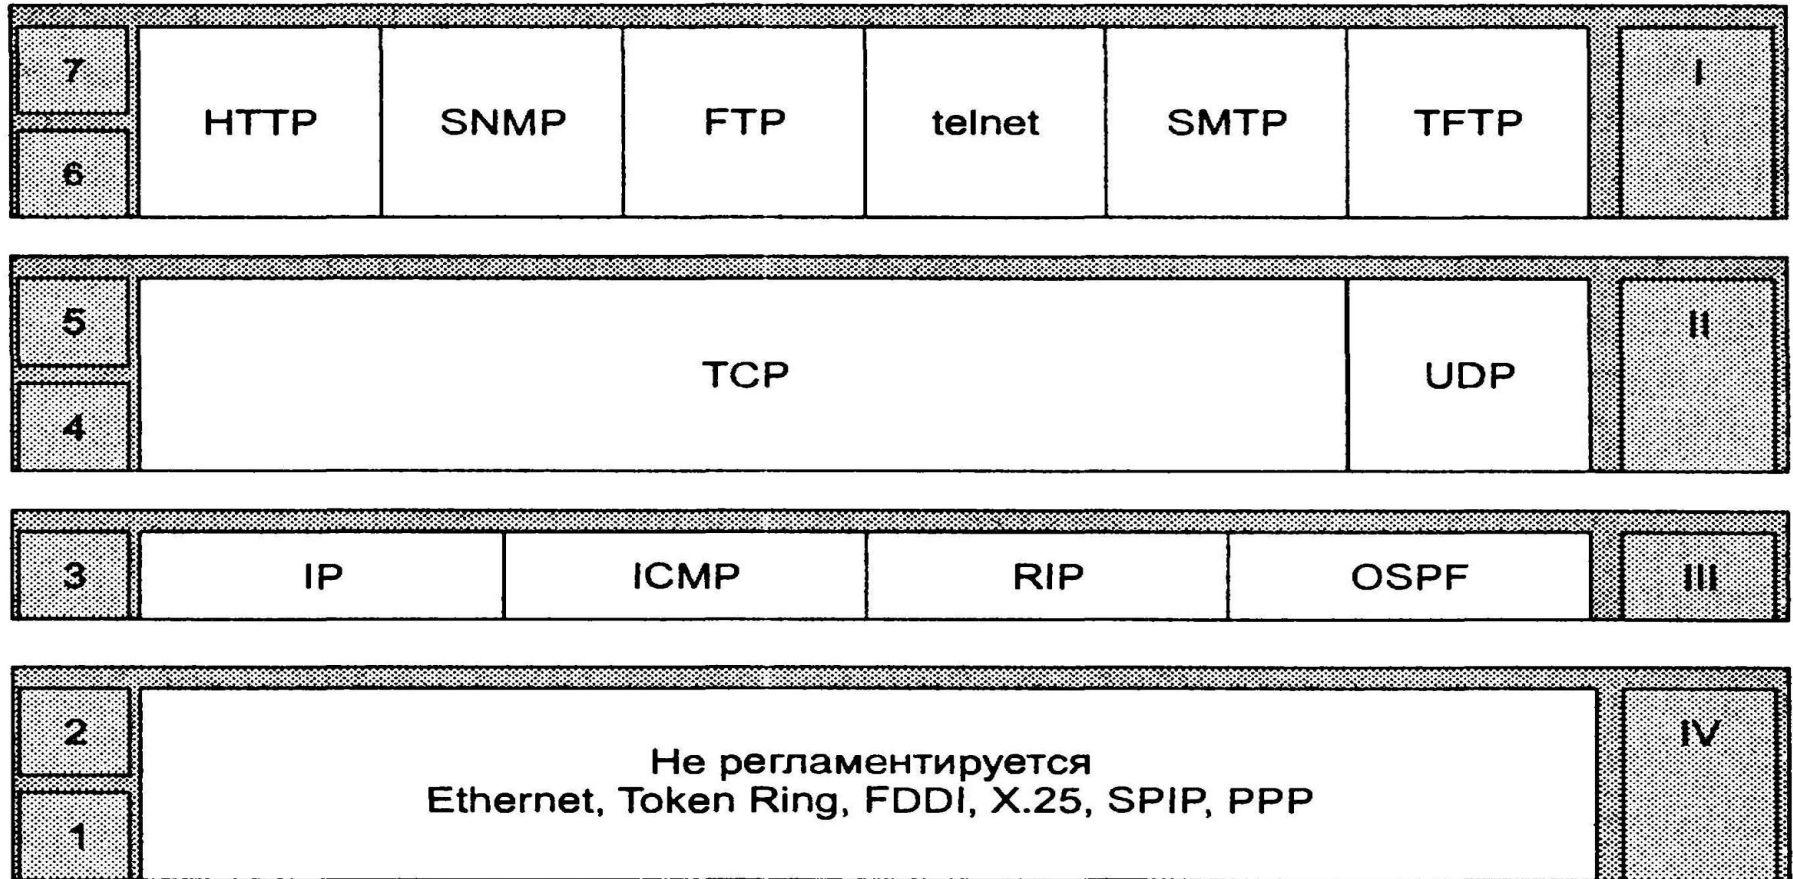 7
HTTP SNMP FTP telnet SMTP TFTP
I
6
5
TCP UDP
II
4
3 IP ICMP RIP OSPF III
2
IV
Не регламентируется
Ethernet, Token Ring, FDDI, X.25, SPIP, PPP
1